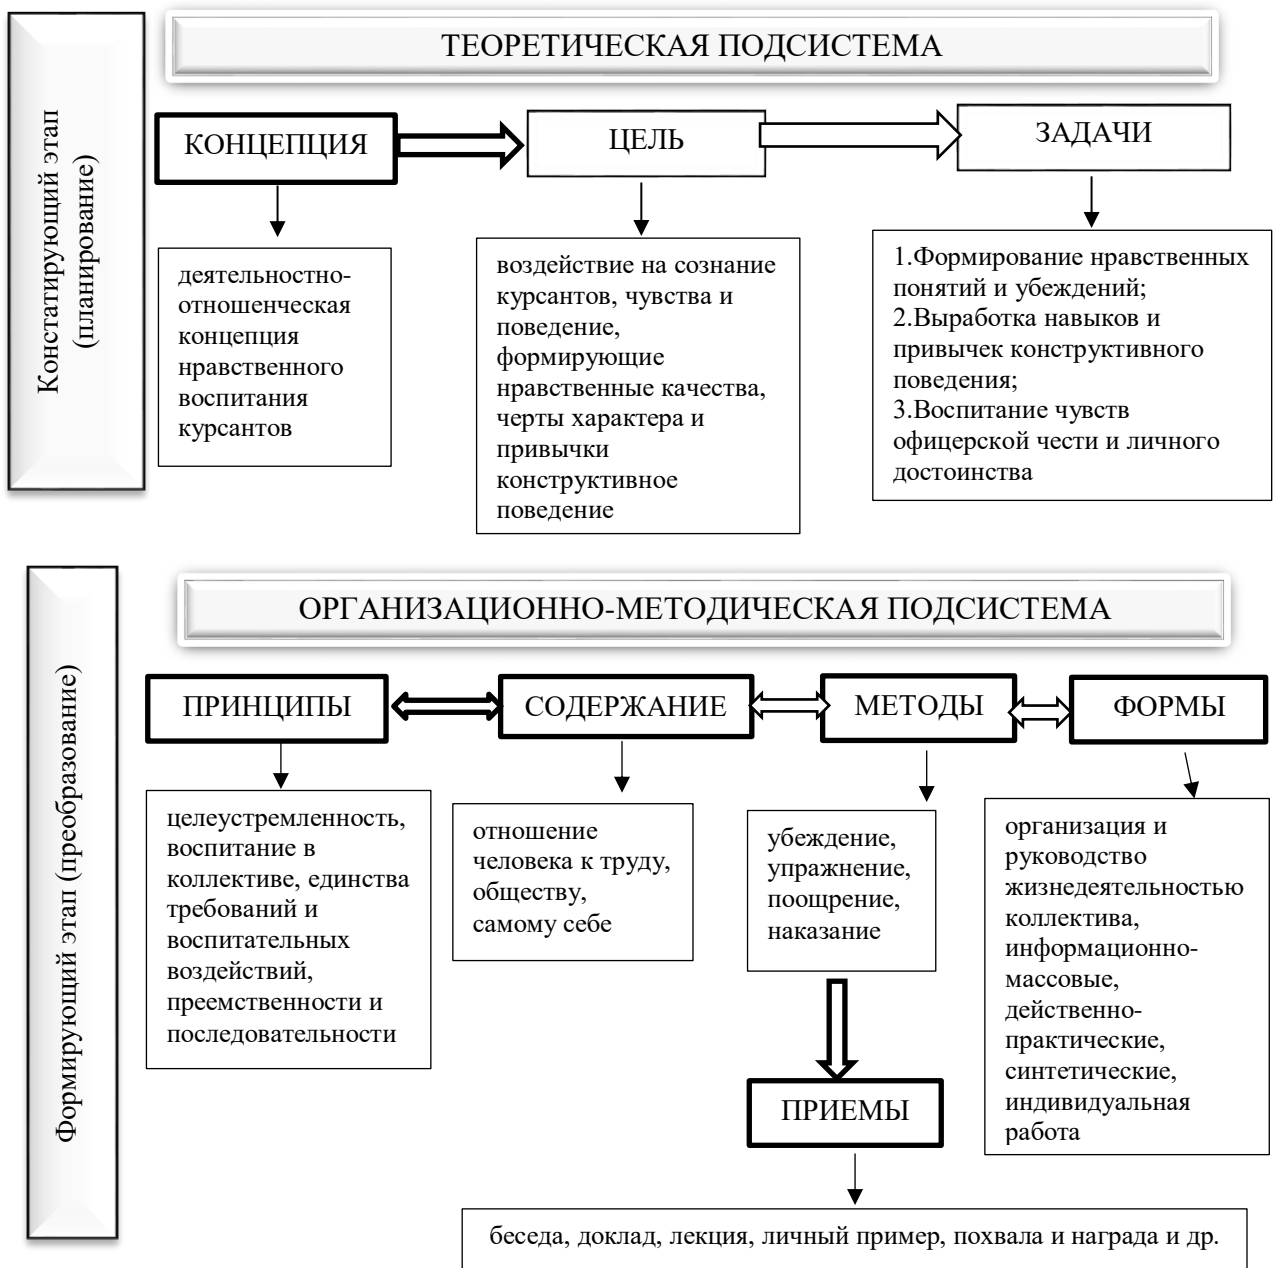 Констатирующий этап
(планирование)
ТЕОРЕТИЧЕСКАЯ ПОДСИСТЕМА
КОНЦЕПЦИЯ
ЦЕЛЬ
ЗАДАЧИ
деятельностно-
отношенческая
концепция
нравственного
воспитания
курсантов
воздействие на сознание
курсантов, чувства и
поведение,
формирующие
нравственные качества,
черты характера и
привычки
конструктивное
поведение
1.Формирование нравственных
понятий и убеждений;
2.Выработка навыков и
привычек конструктивного
поведения;
3.Воспитание чувств
офицерской чести и личного
достоинства
Формирующий этап (преобразование)
ОРГАНИЗАЦИОННО-МЕТОДИЧЕСКАЯ ПОДСИСТЕМА
ПРИНЦИПЫ
СОДЕРЖАНИЕ
МЕТОДЫ
ФОРМЫ
целеустремленность,
воспитание в
коллективе, единства
требований и
воспитательных
воздействий,
преемственности и
последовательности
отношение
человека к труду,
обществу,
самому себе
убеждение,
упражнение,
поощрение,
наказание
организация и
руководство
жизнедеятельностью
коллектива,
информационно-
массовые,
действенно-
практические,
синтетические,
индивидуальная
работа
ПРИЕМЫ
беседа, доклад, лекция, личный пример, похвала и награда и др.